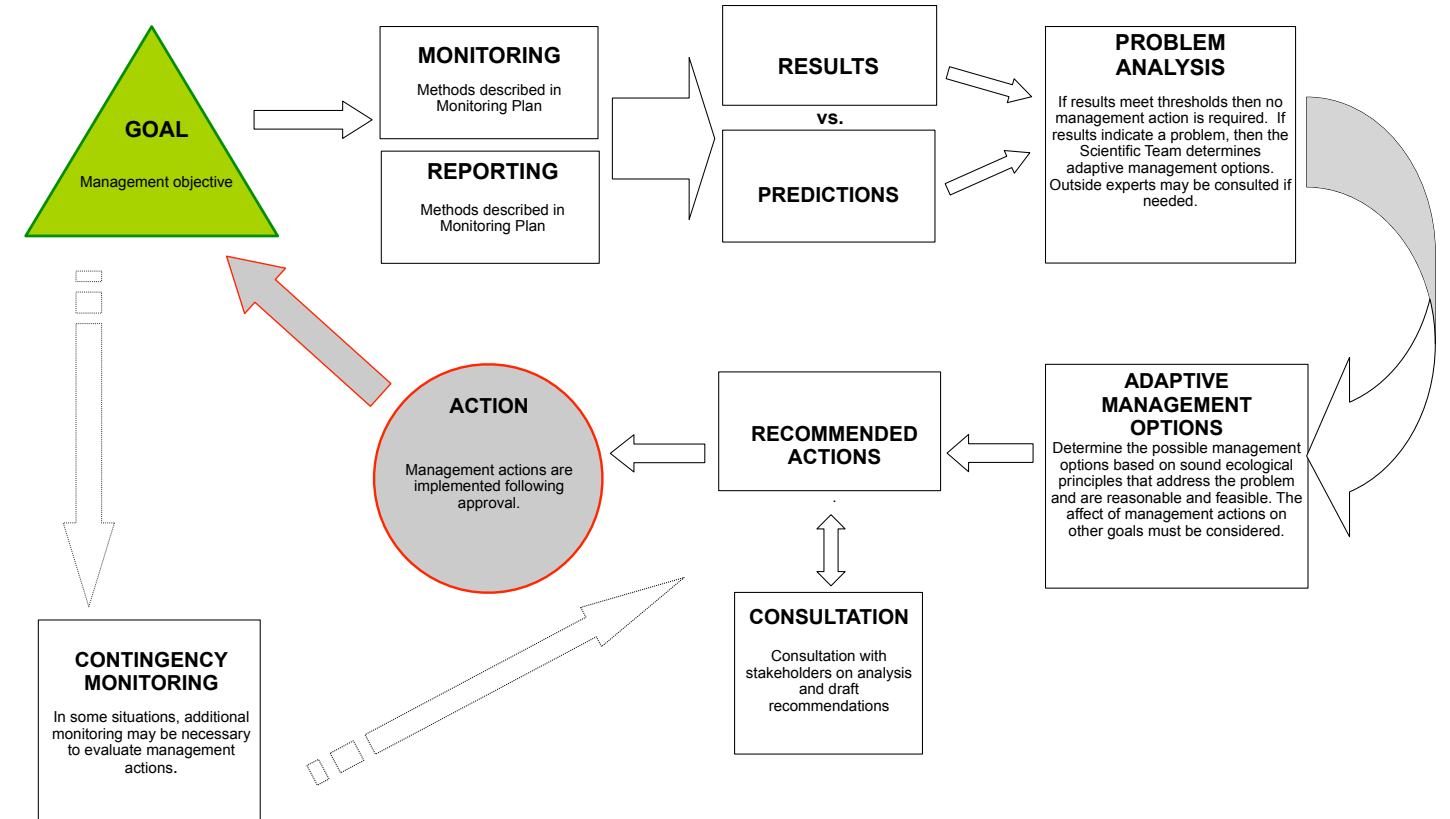 GOAL
Management objective
MONITORING
Methods described in
Monitoring Plan
REPORTING
Methods described in
Monitoring Plan
RESULTS
vs.
PREDICTIONS
PROBLEM
ANALYSIS
If results meet thresholds then no
management action is required.  If
results indicate a problem, then the
Scientific Team determines
adaptive management options.
Outside experts may be consulted if
needed.
ADAPTIVE
MANAGEMENT
OPTIONS
Determine the possible management
options based on sound ecological
principles that address the problem
and are reasonable and feasible. The
affect of management actions on
other goals must be considered.
RECOMMENDED
ACTIONS
.
CONSULTATION
Consultation with
stakeholders on analysis
and draft
recommendations
ACTION
Management actions are
implemented following
approval.
CONTINGENCY
MONITORING
In some situations, additional
monitoring may be necessary
to evaluate management
actions.